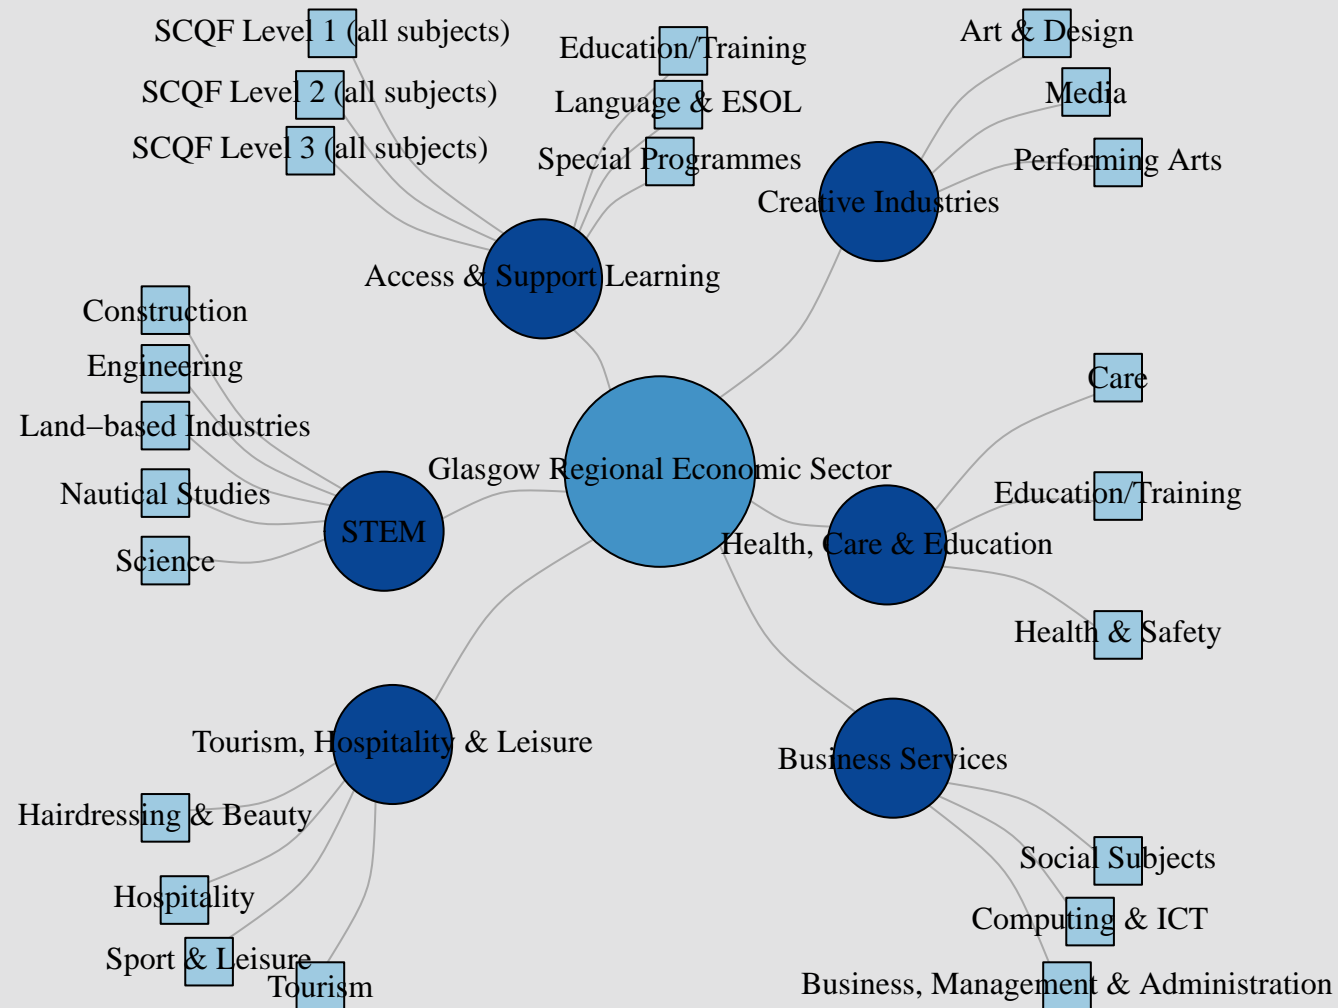 SCQF Level 1 (all subjects)
SCQF Level 2 (all subjects)
SCQF Level 3 (all subjects)
Education/Training
Language & ESOL
Special Programmes
Access & Support Learning
Art & Design
Media
Performing Arts
Creative Industries
Construction
Engineering
Land−based Industries
Nautical Studies
Science
STEM
Glasgow Regional Economic Sector
Care
Education/Training
Health, Care & Education
Health & Safety
Tourism, Hospitality & Leisure
Hairdressing & Beauty
Hospitality
Sport & Leisure
Tourism
Business Services
Social Subjects
Computing & ICT
Business, Management & Administration